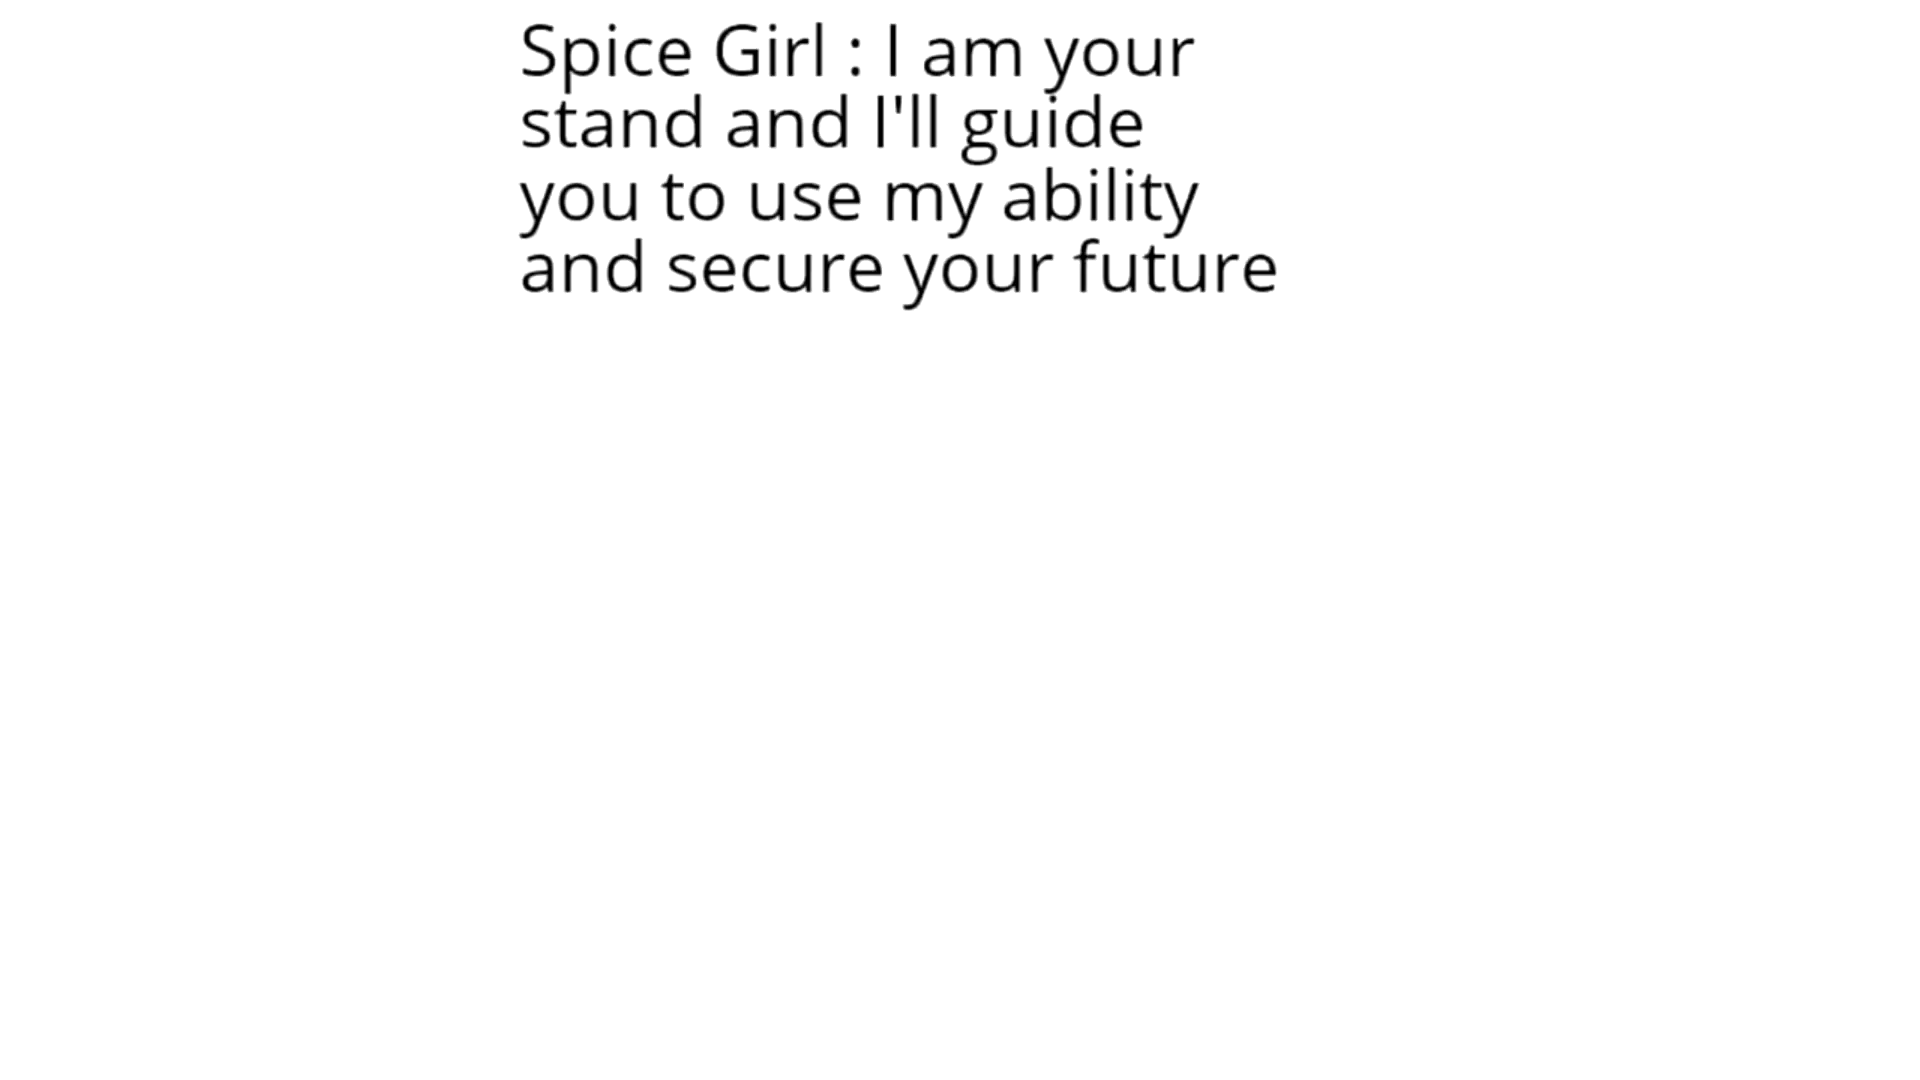 Spice Girl : I am your
stand and I'll guide
you to use my ability
and secure your future